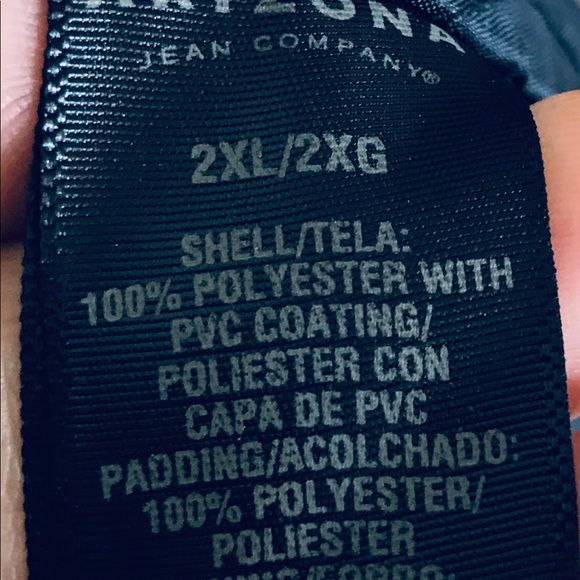 ARIZONA
JEAN COMPANY®
2XL/2XG
SHELL/TELA:
100% POLYESTER WITH
PVC COATING/
POLIESTER CON
CAPA DE PVC
PADDING/ACOLCHADO:
100% POLYESTER/
POLIESTER